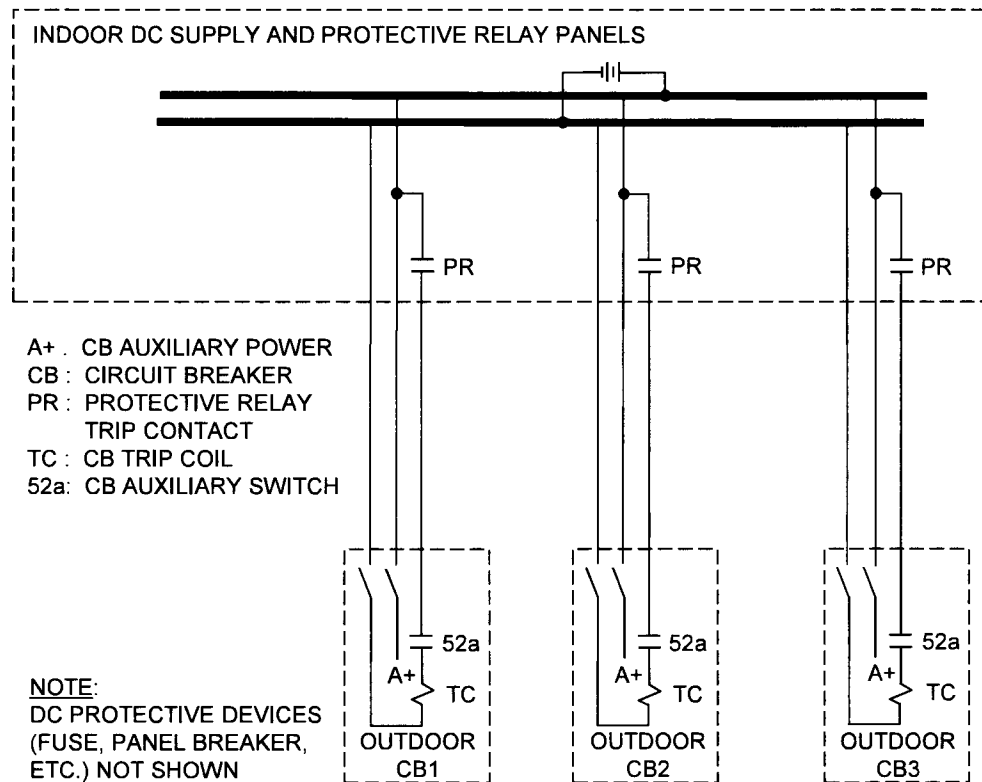 INDOOR DC SUPPLY AND PROTECTIVE RELAY PANELS
PR
PR
PR
A+ . CB AUXILIARY POWER
CB : CIRCUIT BREAKER
PR : PROTECTIVE RELAY
TRIP CONTACT
TC : CB TRIP COIL
52a: CB AUXILIARY SWITCH
52a
A+
TC
OUTDOOR
CB1
52a
A+
TC
OUTDOOR
CB2
52a
A+
TC
OUTDOOR
CB3
NOTE:
DC PROTECTIVE DEVICES
(FUSE, PANEL BREAKER,
ETC.) NOT SHOWN